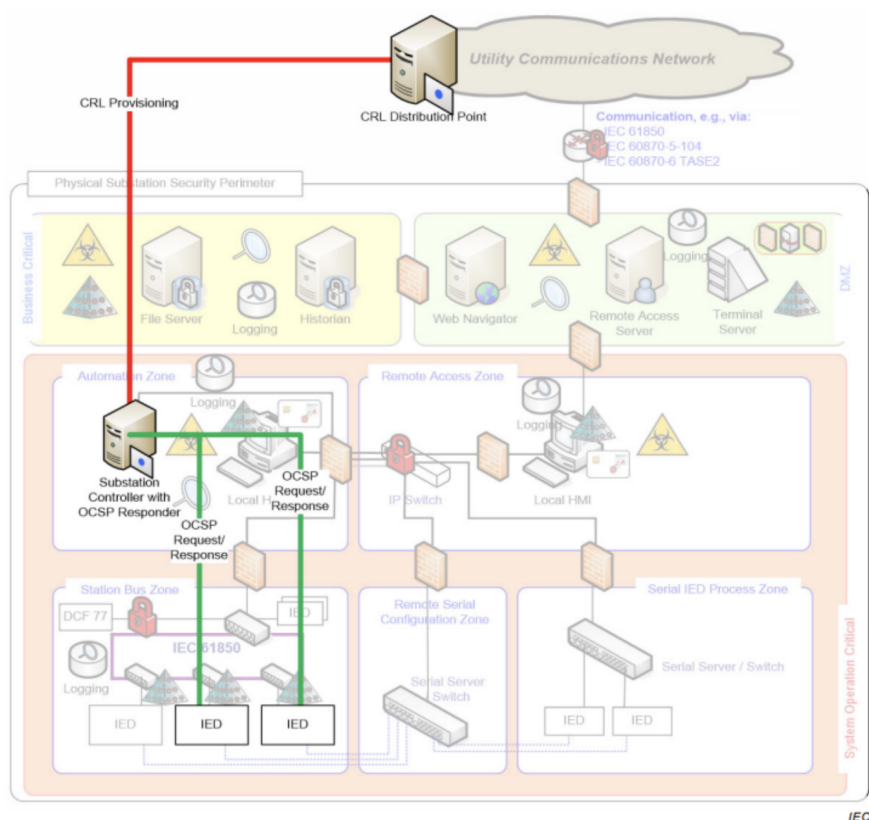 Utility Communications Network
CRL Provisioning
CRL Distribution Point
Communication, e.g., via:
IEC 61850
IEC 60870-5-104
IEC 60870-6 TASE2
Physical Substation Security Perimeter
Business Critical
File Server
Logging
Historian
Web Navigator
Logging
Remote Access
Server
Terminal
Server
DMZ
Automation Zone
Logging
Substation
Controller with
OCSP Responder
Local H
OCSP
Request/
Response
OCSP
Request/
Response
Remote Access Zone
Logging
IP Switch
Local HMI
Station Bus Zone
DCF 77
IED
IEC 61850
Logging
IED
IED
IED
Remote Serial
Configuration Zone
Serial Server
Switch
Serial IED Process Zone
Serial Server / Switch
IED
IED
System Operation Critical
IEC